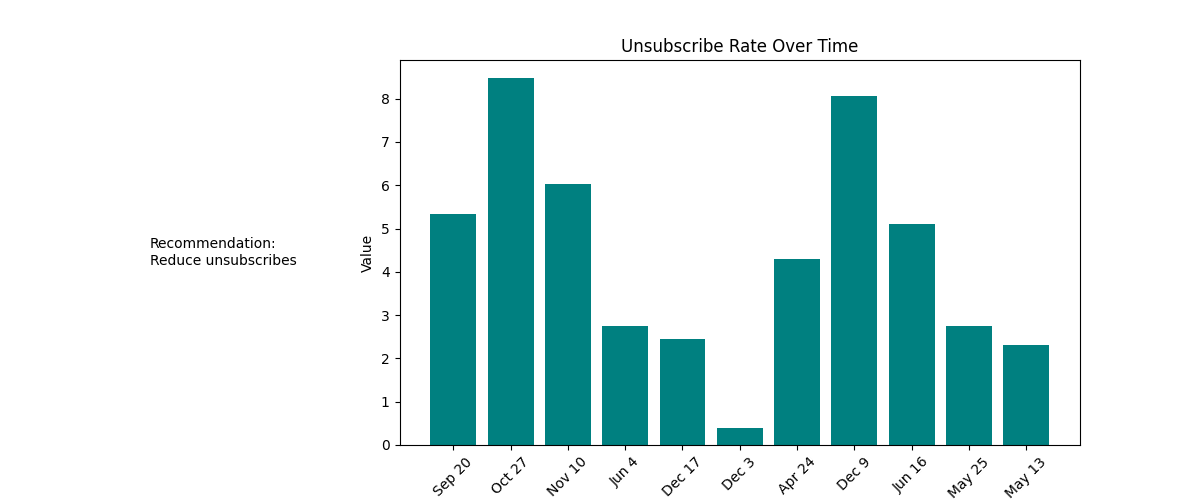 Unsubscribe Rate Over Time
Recommendation:
Reduce unsubscribes
Value
8
7
6
5
4
3
2
1
0
Sep 20
Oct 27
Nov 10
Jun 4
Dec 17
Dec 3
Apr 24
Dec 9
Jun 16
May 25
May 13